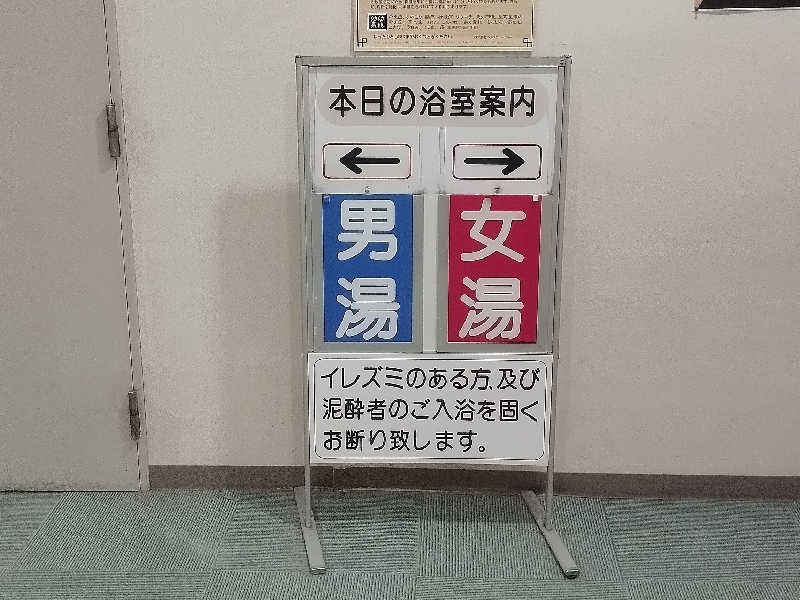 本日の浴室案内
← →
男湯
女湯
イレズミのある方、及び
泥酔者のご入浴を固く
お断り致します。